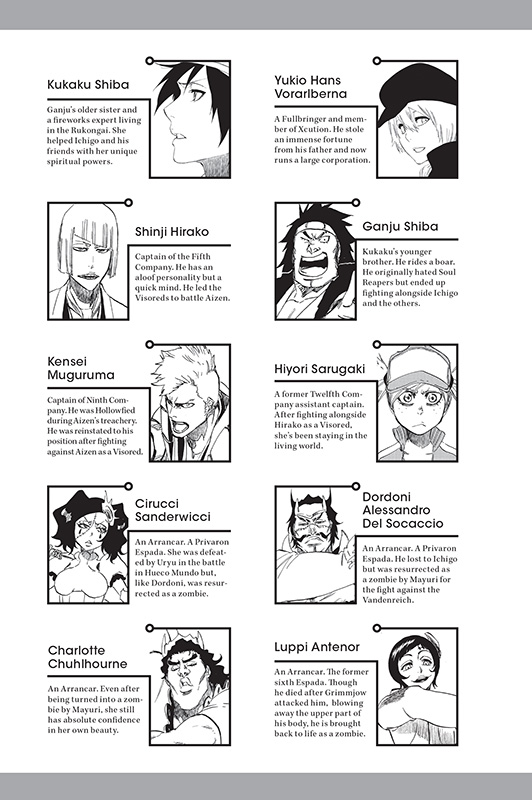 Kukaku Shiba
Ganju's older sister and
a fireworks expert living
in the Rukongai. She
helped Ichigo and his
friends with her unique
spiritual powers.
Yukio Hans
Vorarlberna
A Fullbringer and mem-
ber of Xcution. He stole
an immense fortune
from his father and now
runs a large corporation.
Shinji Hirako
Captain of the Fifth
Company. He has an
aloof personality but a
quick mind. He led the
Visoreds to battle Aizen.
Ganju Shiba
Kukaku's younger
brother. He rides a boar.
He originally hated Soul
Reapers but ended up
fighting alongside Ichigo
and the others.
Kensei
Muguruma
Captain of Ninth Com-
pany. He was Hollowfied
during Aizen's treachery.
He was reinstated to his
position after fighting
against Aizen as a Visored.
Hiyori Sarugaki
A former Twelfth Com-
pany assistant captain.
After fighting alongside
Hirako as a Visored,
she's been staying in the
living world.
Cirucci
Sanderwicci
An Arrancar. A Privaron
Espada. She was defeat-
ed by Uryu in the battle
in Hueco Mundo but,
like Dordoni, was resur-
rected as a zombie.
Dordoni
Alessandro
Del Socaccio
An Arrancar. A Privaron
Espada. He lost to Ichigo
but was resurrected as
a zombie by Mayuri for
the fight against the
Vandenreich.
Charlotte
Chuhlhourne
An Arrancar. Even after
being turned into a zom-
bie by Mayuri, she still
has absolute confidence
in her own beauty.
Luppi Antenor
An Arrancar. The former
sixth Espada. Though
he died after Grimmjow
attacked him, blowing
away the upper part of
his body, he is brought
back to life as a zombie.